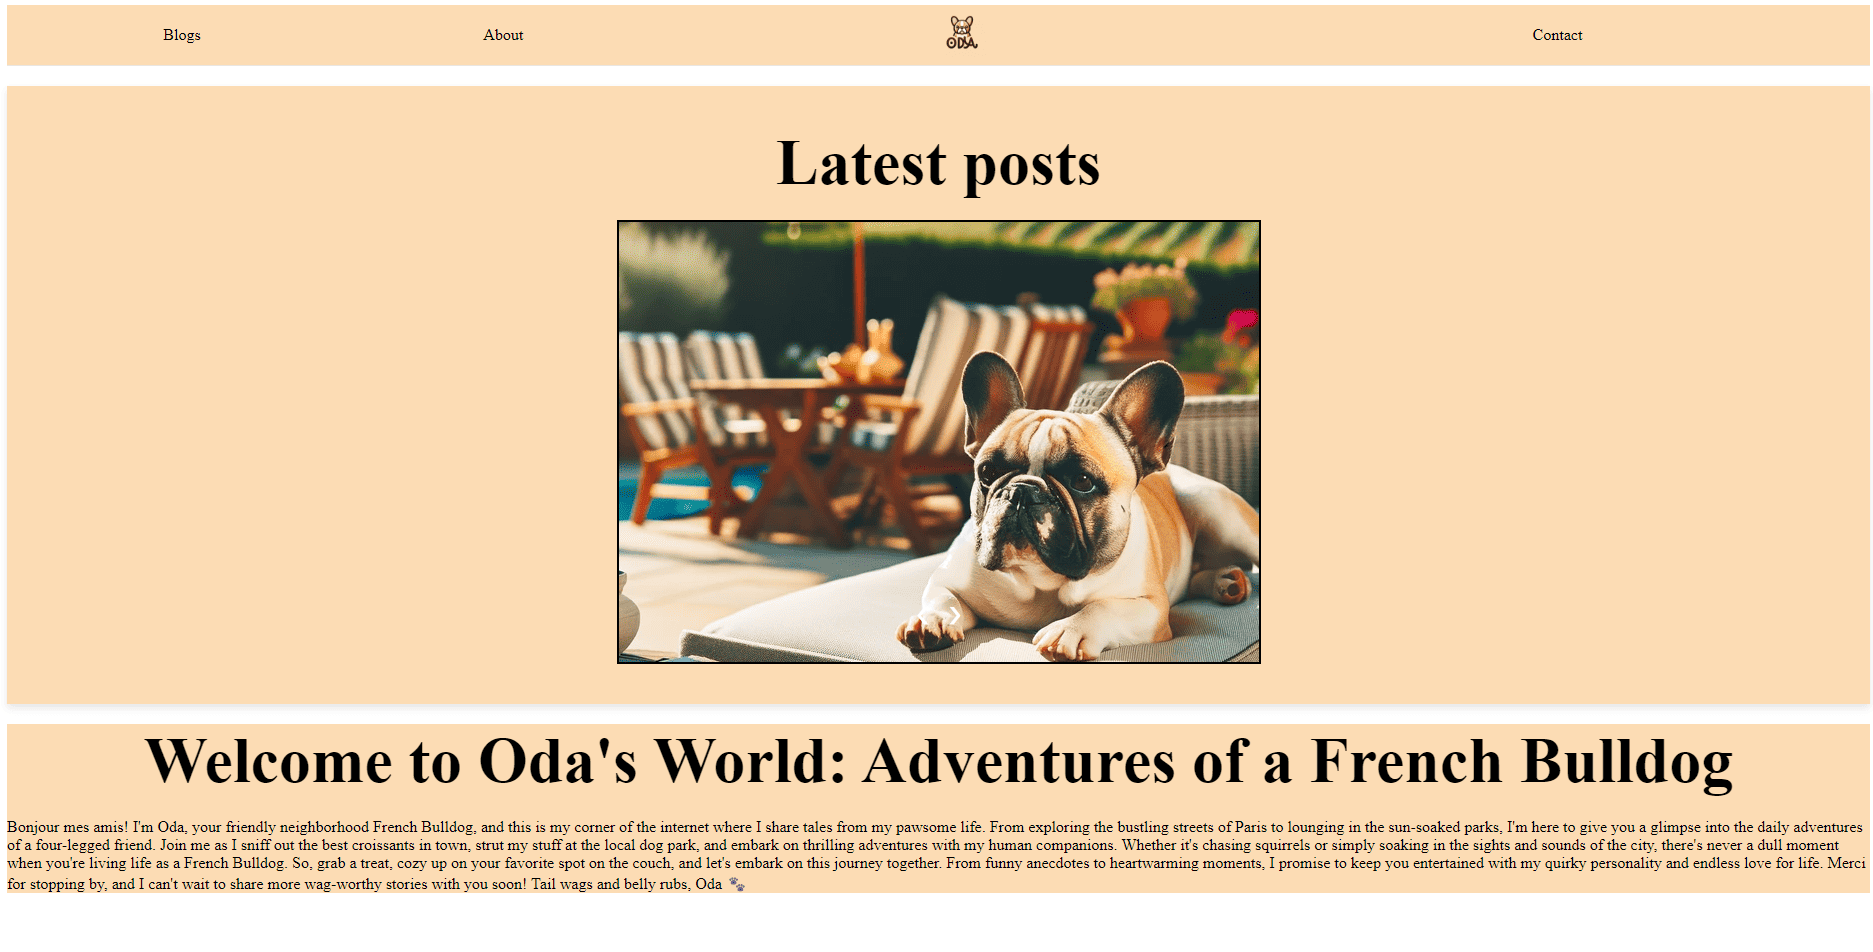 Blogs About ODA Contact
Latest posts
Welcome to Oda's World: Adventures of a French Bulldog
Bonjour mes amis! I'm Oda, your friendly neighborhood French Bulldog, and this is my corner of the internet where I share tales from my pawsome life. From exploring the bustling streets of Paris to lounging in the sun-soaked parks, I'm here to give you a glimpse into the daily adventures
of a four-legged friend. Join me as I sniff out the best croissants in town, strut my stuff at the local dog park, and embark on thrilling adventures with my human companions. Whether it's chasing squirrels or simply soaking in the sights and sounds of the city, there's never a dull moment
when you're living life as a French Bulldog. So, grab a treat, cozy up on your favorite spot on the couch, and let's embark on this journey together. From funny anecdotes to heartwarming moments, I promise to keep you entertained with my quirky personality and endless love for life. Merci
for stopping by, and I can't wait to share more wag-worthy stories with you soon! Tail wags and belly rubs, Oda 🐾